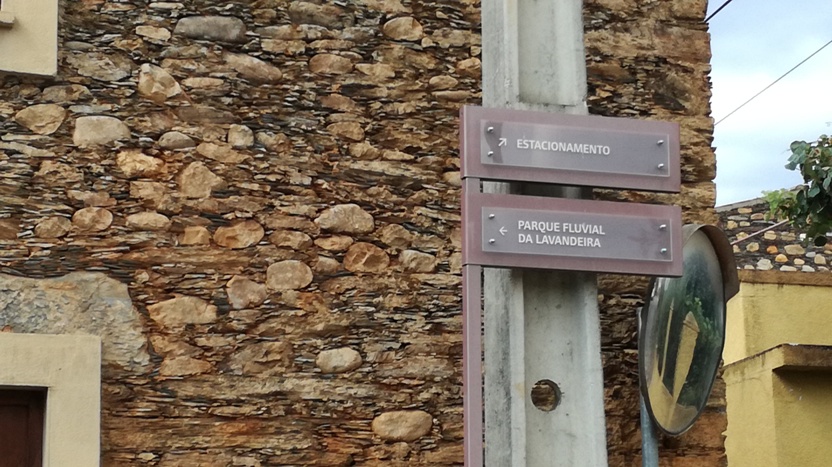 ↗ ESTACIONAMENTO
← PARQUE FLUVIAL
DA LAVANDEIRA